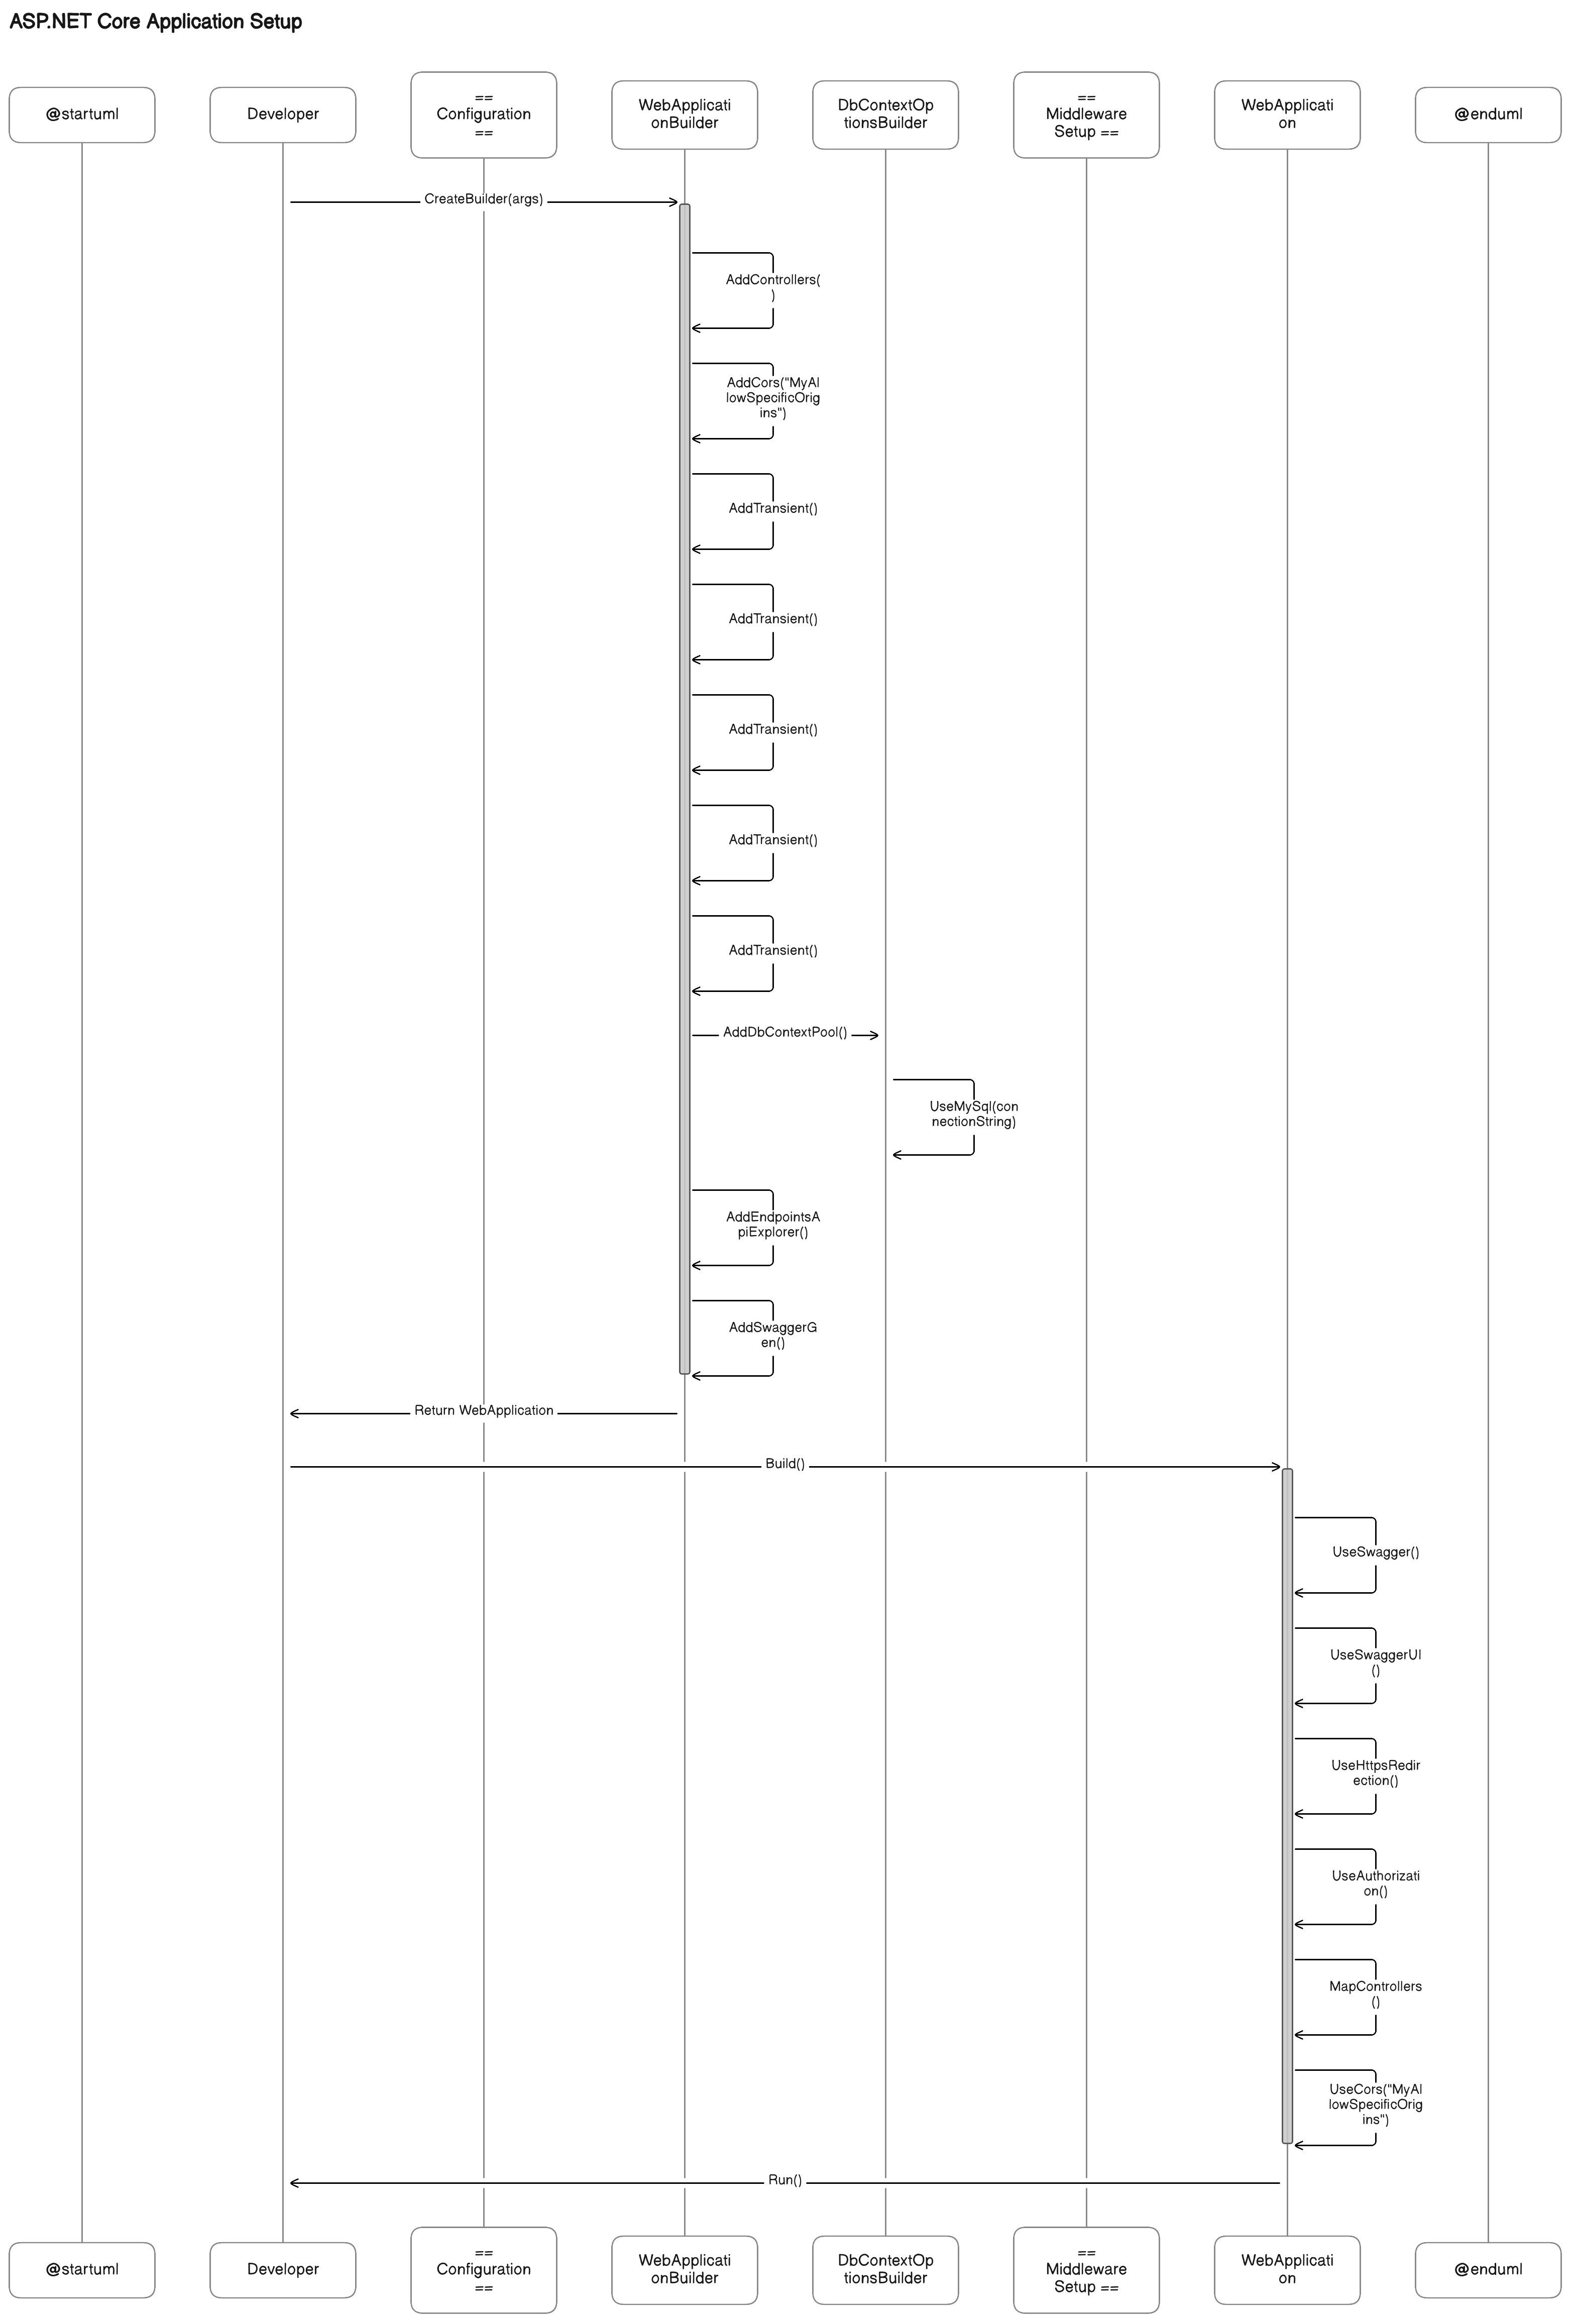 ASP.NET Core Application Setup
@startuml
Developer
==
Configuration
==
WebApplicati
onBuilder
DbContextOp
tionsBuilder
==
Middleware
Setup ==
WebApplicati
on
@enduml
CreateBuilder(args)
AddControllers(
)
AddCors("MyAl
lowSpecificOrig
ins")
AddTransient()
AddTransient()
AddTransient()
AddTransient()
AddTransient()
AddDbContextPool()
UseMySql(con
nectionString)
AddEndpointsA
piExplorer()
AddSwaggerG
en()
Return WebApplication
Build()
UseSwagger()
UseSwaggerUI
()
UseHttpsRedir
ection()
UseAuthorizati
on()
MapControllers
()
UseCors("MyAl
lowSpecificOrig
ins")
Run()
@startuml
Developer
==
Configuration
==
WebApplicati
onBuilder
DbContextOp
tionsBuilder
==
Middleware
Setup ==
WebApplicati
on
@enduml